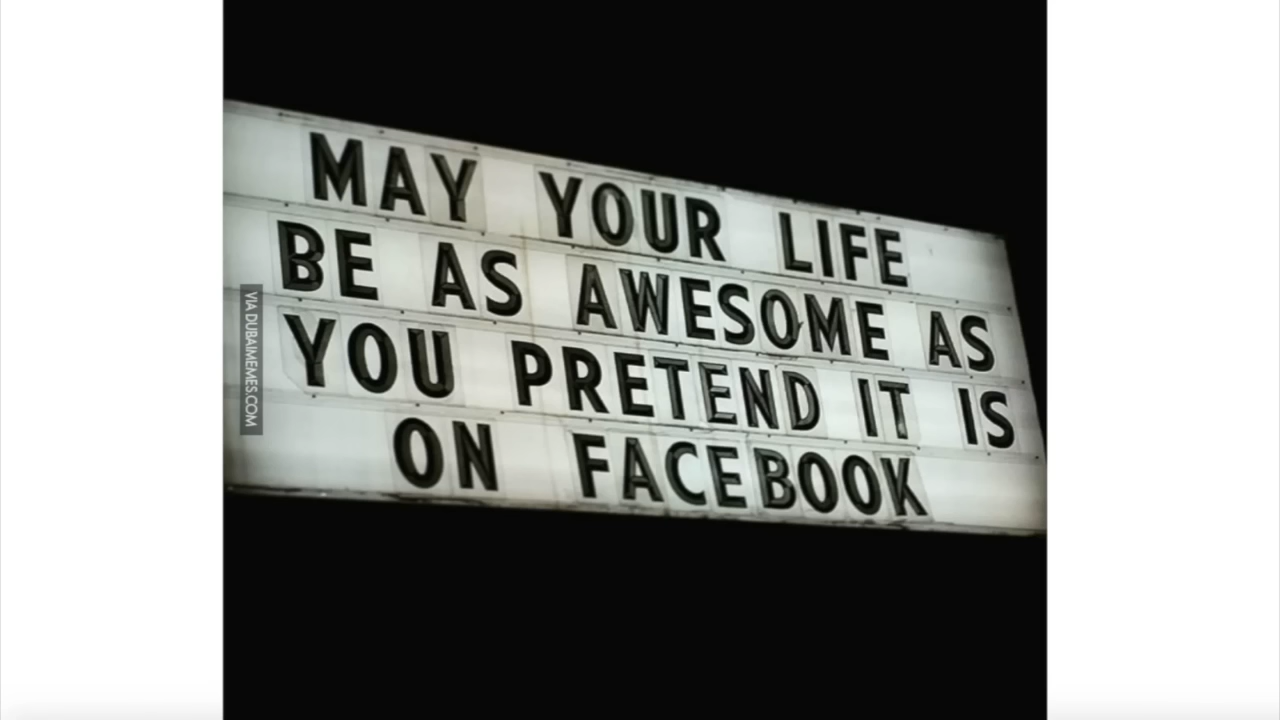 MAY YOUR LIFE
BE AS AWESOME AS
YOU PRETEND IT IS
ON FACEBOOK
VIA DUBAIMEMES.COM